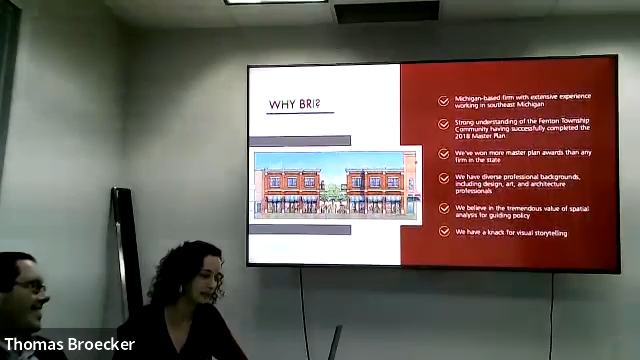 WHY BRI?
Michigan-based firm with extensive experience
working in southeast Michigan
Strong understanding of the Fenton Township
Community having successfully completed the
2018 Master Plan
We've won more master plan awards than any
firm in the state
We have diverse professional backgrounds,
including design, art, and architecture
professionals
We believe in the tremendous value of spatial
analysis for guiding policy
We have a knack for visual storytelling
Thomas Broecker